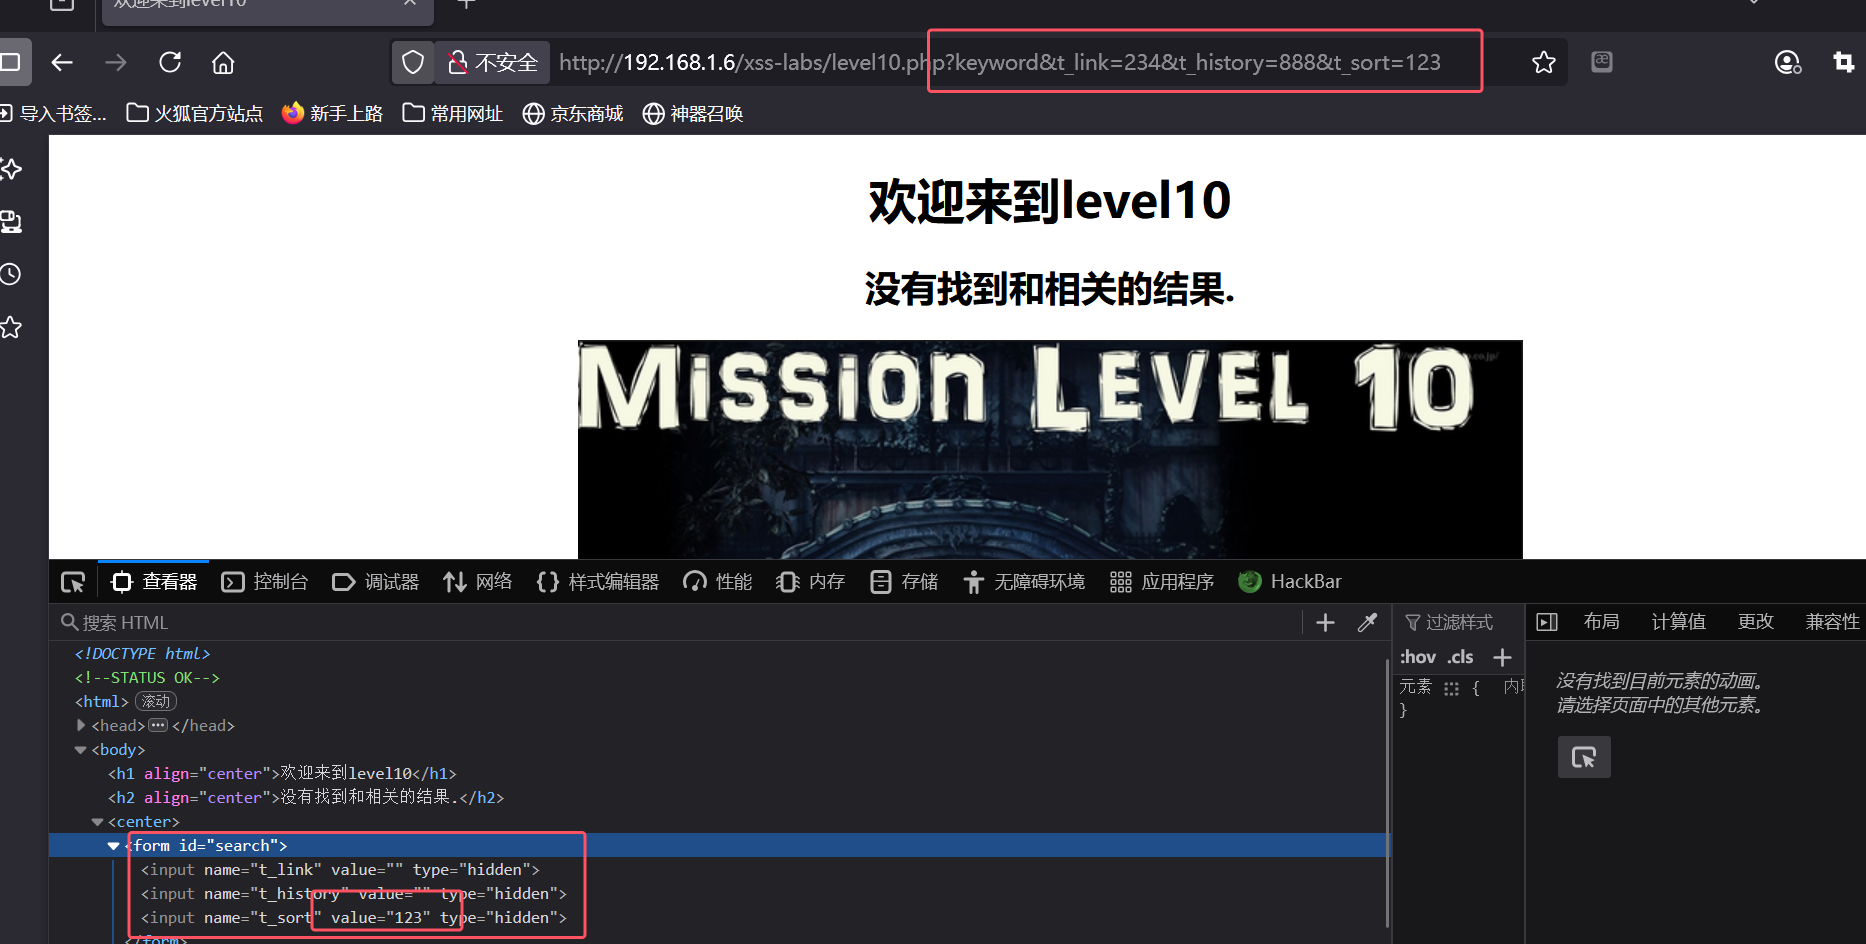 欢迎来到level10
不安全 http://192.168.1.6/xss-labs/level10.php?keyword&t_link=234&t_history=888&t_sort=123
导入书签... 火狐官方站点 新手上路 常用网址 京东商城 神器召唤
欢迎来到level10
没有找到和相关的结果.
MISSION LEVEL 10
查看器 控制台 调试器 网络 样式编辑器 性能 内存 存储 无障碍环境 应用程序 HackBar
搜索 HTML
<!DOCTYPE html>
<!--STATUS OK-->
<html> 滚动
<head> ••• </head>
<body>
<h1 align="center">欢迎来到level10</h1>
<h2 align="center">没有找到和相关的结果.</h2>
<center>
<form id="search">
<input name="t_link" value="" type="hidden">
<input name="t_history" value="" type="hidden">
<input name="t_sort" value="123" type="hidden">
</form>
过滤样式
:hov .cls +
元素 {
}
布局 计算值 更改 兼容性
没有找到目前元素的动画。
请选择页面中的其他元素。